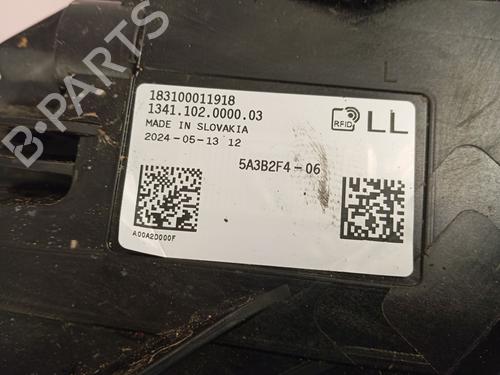 B-PARTS
L
183100011918
1341.102.0000.03
MADE IN SLOVAKIA
2024-05-13 12
RFID
LL
5A3B2F4-06
A00A2D000F